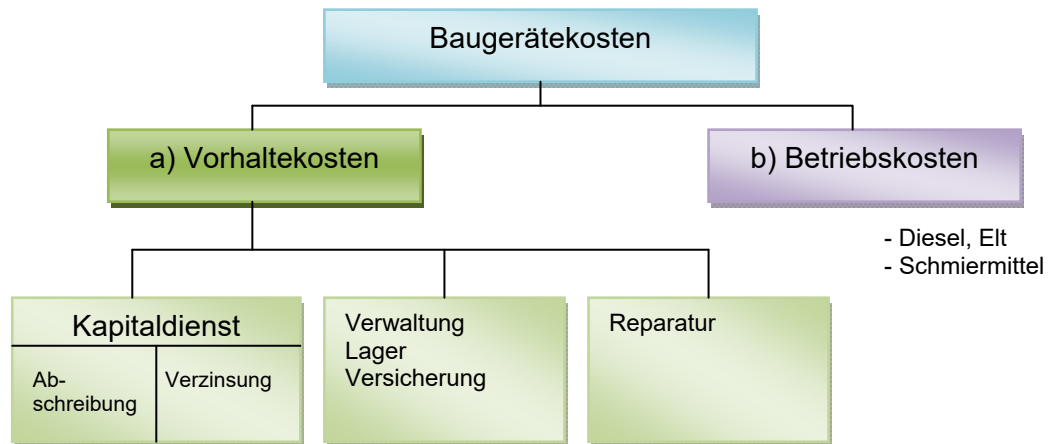 Baugerätekosten
a) Vorhaltekosten
b) Betriebskosten
- Diesel, Elt
- Schmiermittel
Kapitaldienst
Ab-
schreibung
Verzinsung
Verwaltung
Lager
Versicherung
Reparatur